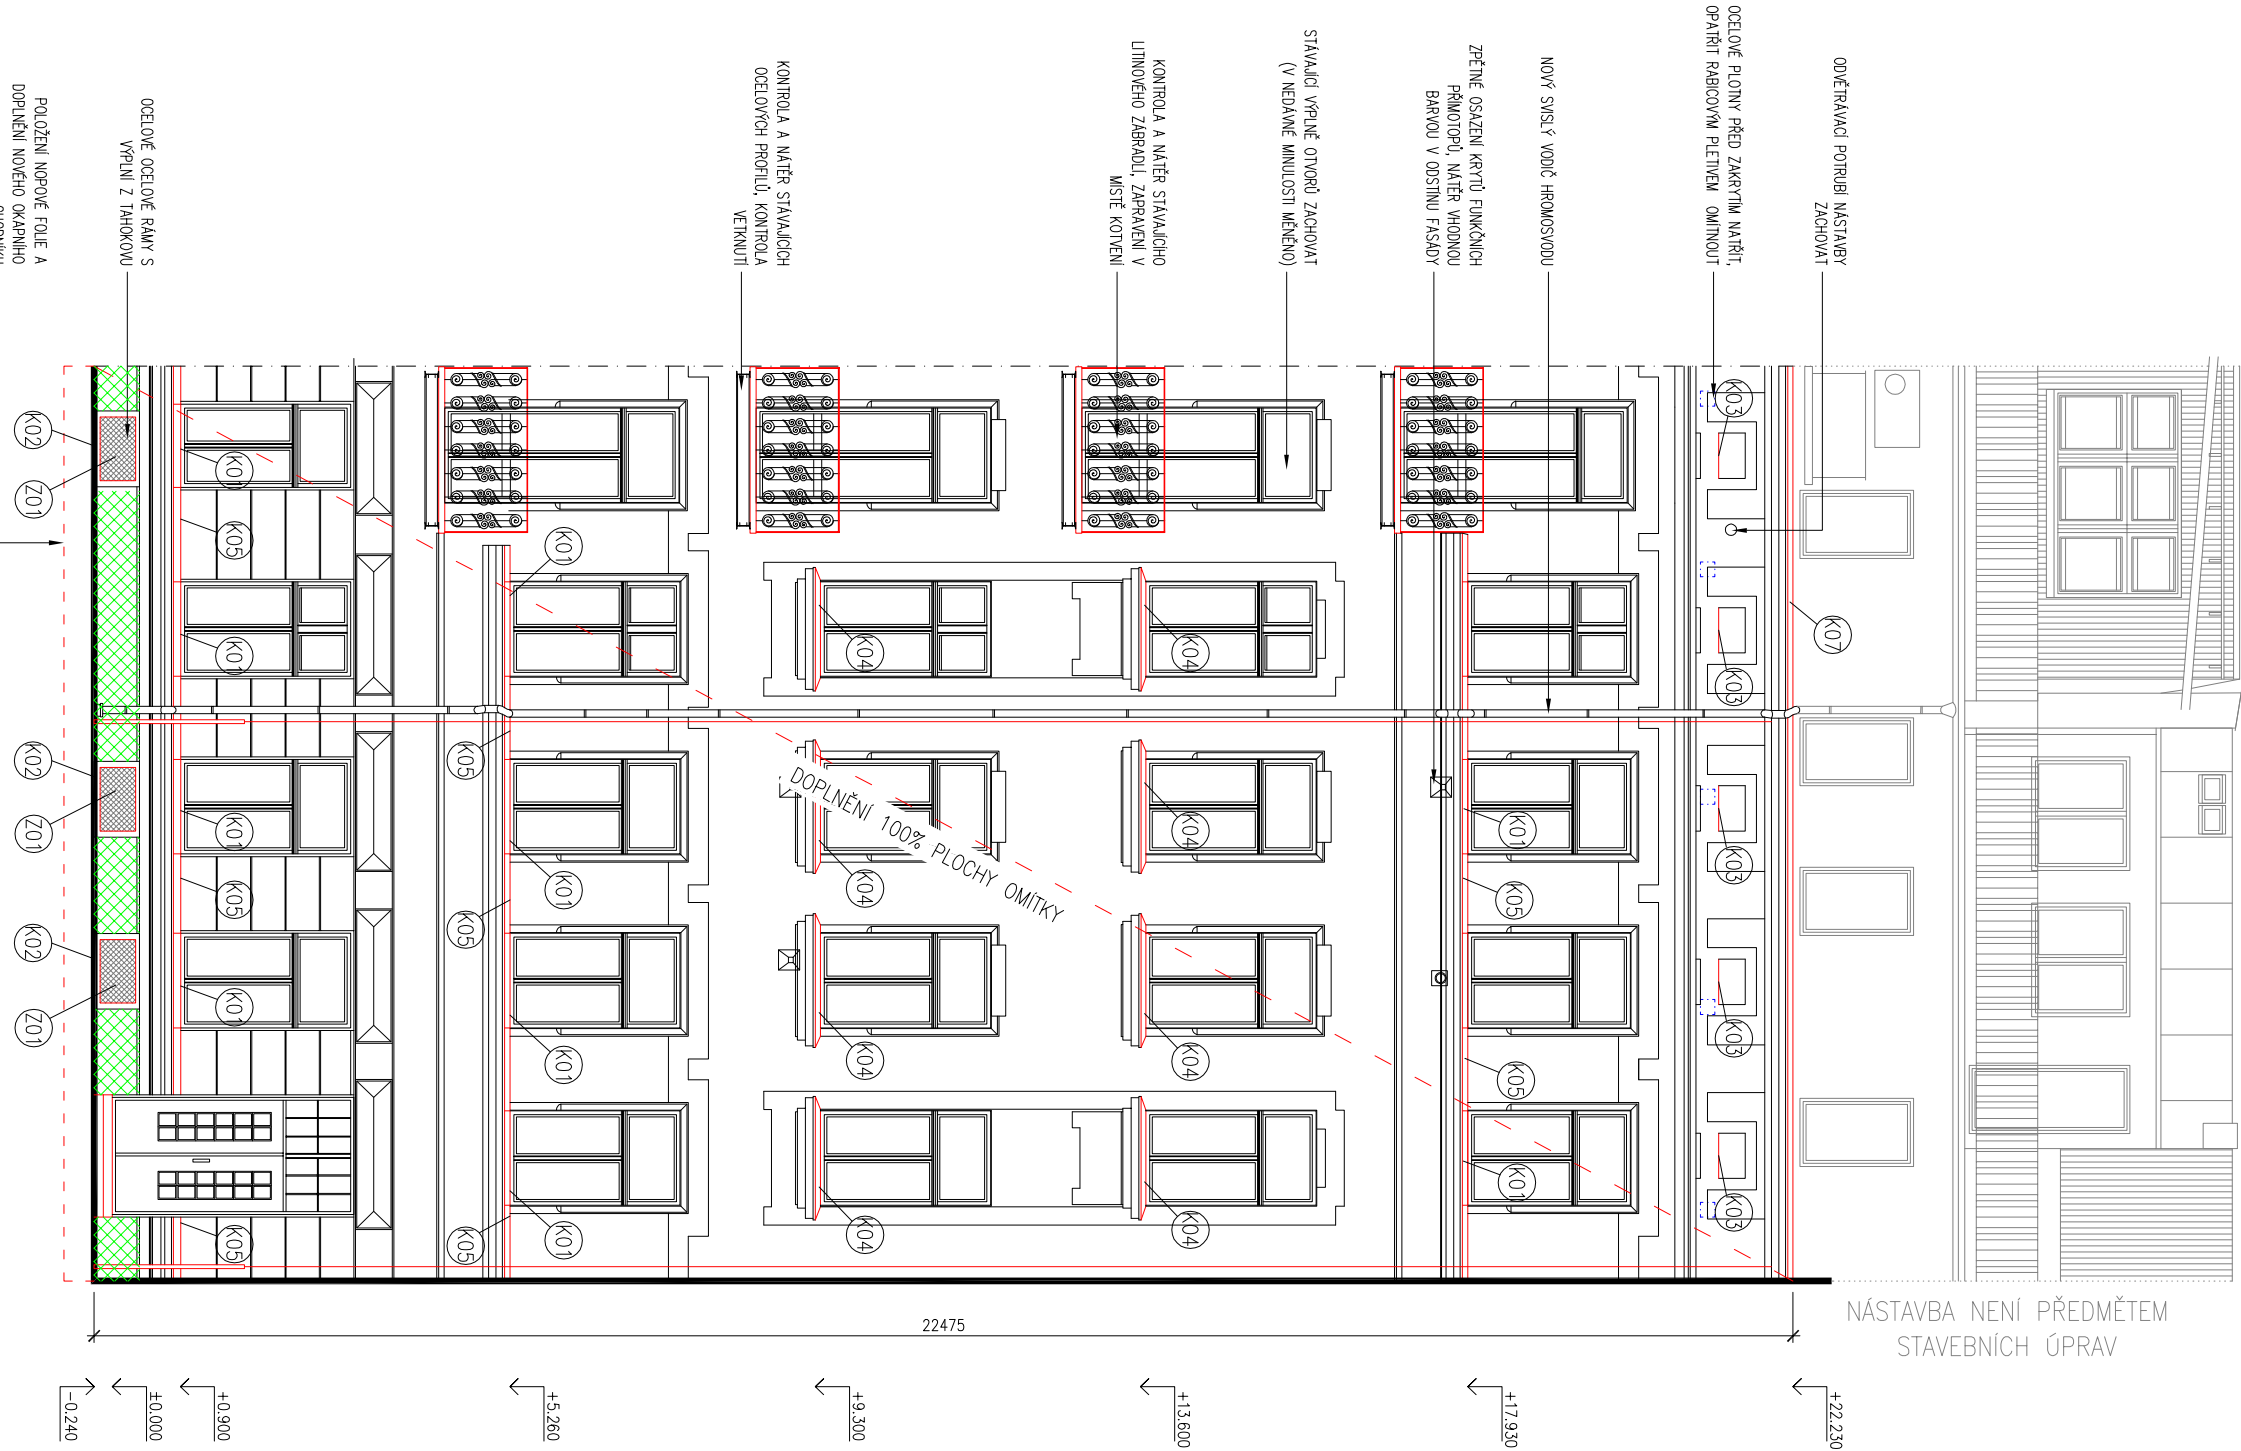 ODVĚTRÁVACÍ POTRUBÍ NÁSTAVBY
ZACHOVAT
OCELOVÉ PLOTNY PŘED ZAKRYTÍM NATŘÍT,
OPATŘIT RABICOVÝM PLETIVEM OMÍTNOUT
NOVÝ SVISLÝ VODIČ HROMOSVODU
ZPĚTNÉ OSAZENÍ KRYTŮ FUNKČNÍCH
PŘÍMOTOPŮ, NÁTĚR VHODNOU
BARVOU V ODSTÍNU FASÁDY
STÁVAJÍCÍ VÝPLNĚ OTVORŮ ZACHOVAT
(V NEDÁVNÉ MINULOSTI MĚNĚNO)
KONTROLA A NÁTĚR STÁVAJÍCÍHO
LITINOVÉHO ZÁBRADLÍ, ZAPRAVENÍ V
MÍSTĚ KOTVENÍ
KONTROLA A NÁTĚR STÁVAJÍCÍCH
OCELOVÝCH PROFILŮ, KONTROLA
VETKNUTÍ
OCELOVÉ OCELOVÉ RÁMY S
VÝPLNÍ Z TAHOKOVU
POLOŽENÍ NOPOVÉ FOLIE A
DOPLNĚNÍ NOVÉHO OKAPNÍHO
K07
K03
K03
K03
K03
K03
K01
K05
K05
K01
K04
K04
K04
K04
K04
K04
K04
K04
K01
K05
K01
K05
K01
K05
K01
K01
K05
K01
K01
K05
K01
K05
K02
Z01
K02
Z01
K02
Z01
DOPLNĚNÍ 100% PLOCHY OMÍTKY
22475
NÁSTAVBA NENÍ PŘEDMĚTEM
STAVEBNÍCH ÚPRAV
+22.230
+17.930
+13.600
+9.300
+5.260
+0.900
±0.000
-0.240